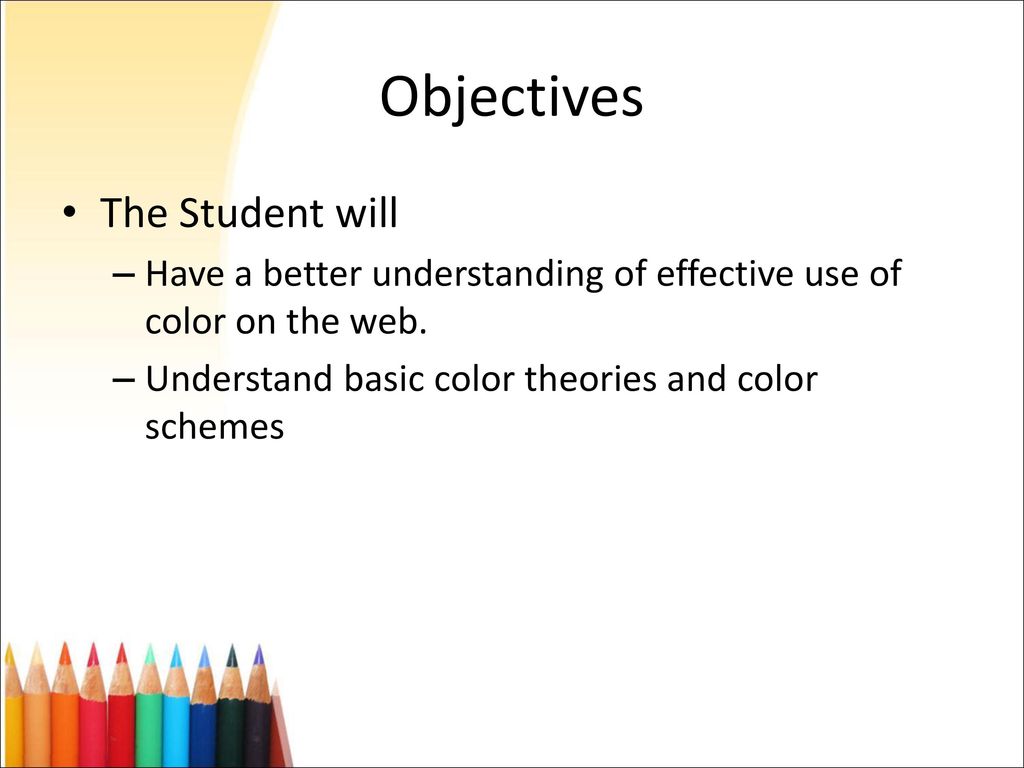 Objectives
• The Student will
– Have a better understanding of effective use of
color on the web.
– Understand basic color theories and color
schemes